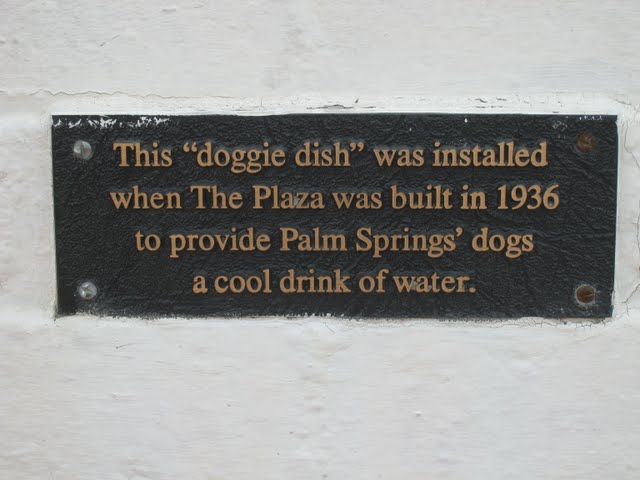 This “doggie dish” was installed
when The Plaza was built in 1936
to provide Palm Springs’ dogs
a cool drink of water.